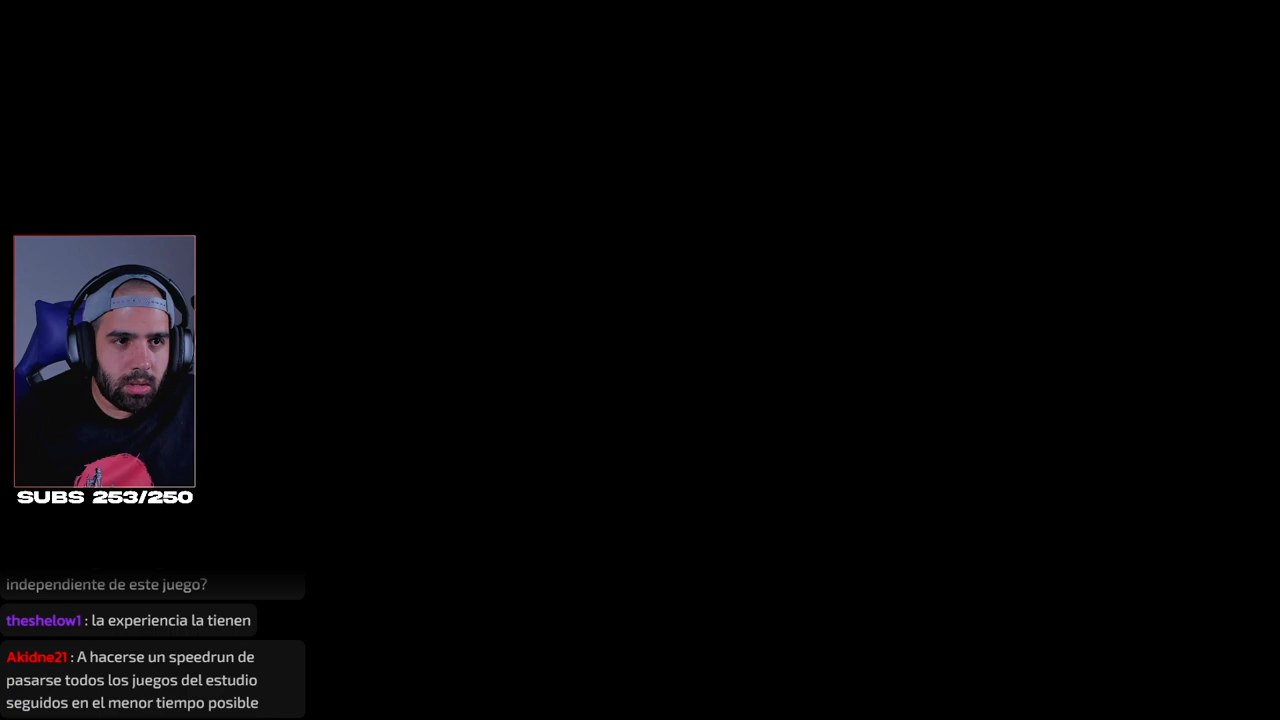 SUBS 253/250
independiente de este juego?
theshelow1 : la experiencia la tienen
Akidne21 : A hacerse un speedrun de
pasarse todos los juegos del estudio
seguidos en el menor tiempo posible